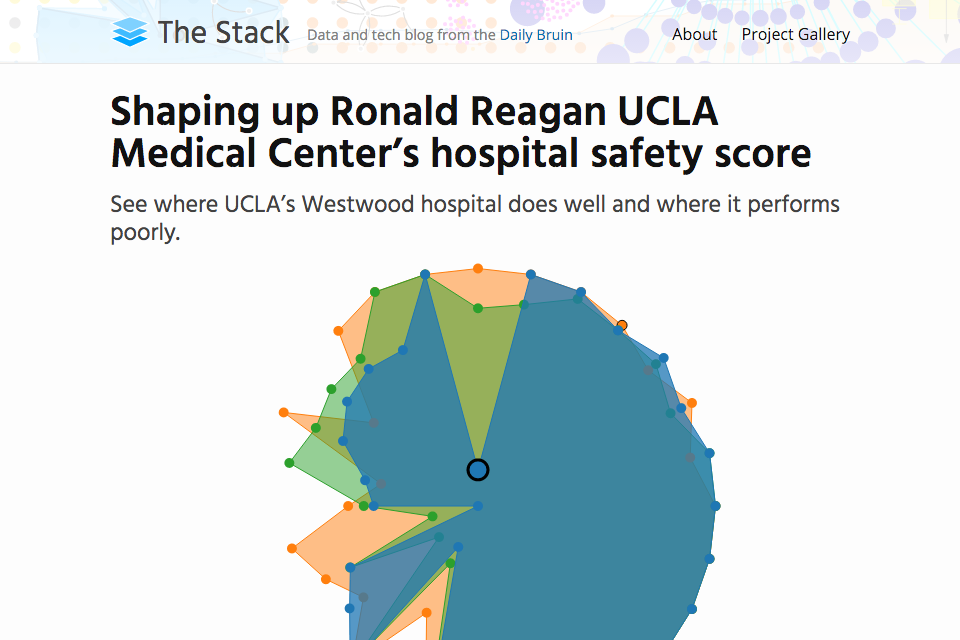 The Stack Data and tech blog from the Daily Bruin About Project Gallery
Shaping up Ronald Reagan UCLA
Medical Center’s hospital safety score
See where UCLA’s Westwood hospital does well and where it performs
poorly.